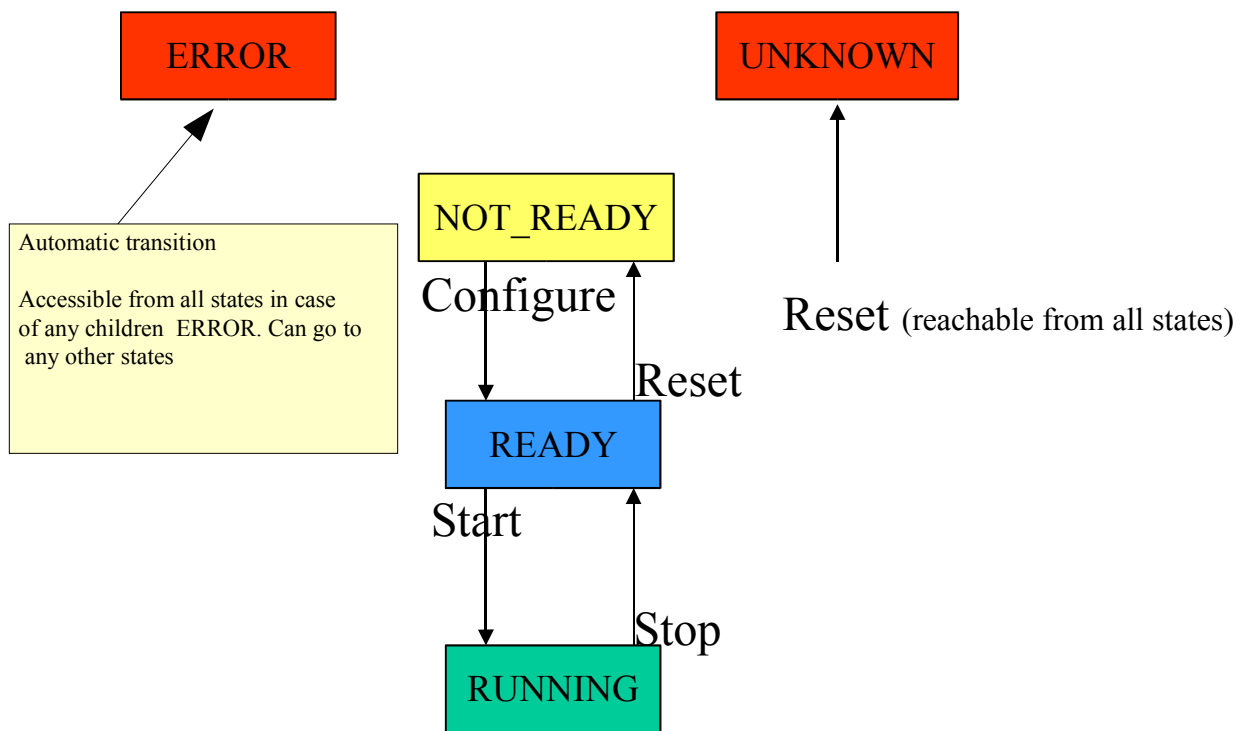 ERROR
UNKNOWN
NOT_READY
Automatic transition
Accessible from all states in case
of any children ERROR. Can go to
any other states
Configure
Reset (reachable from all states)
Reset
READY
Start
Stop
RUNNING